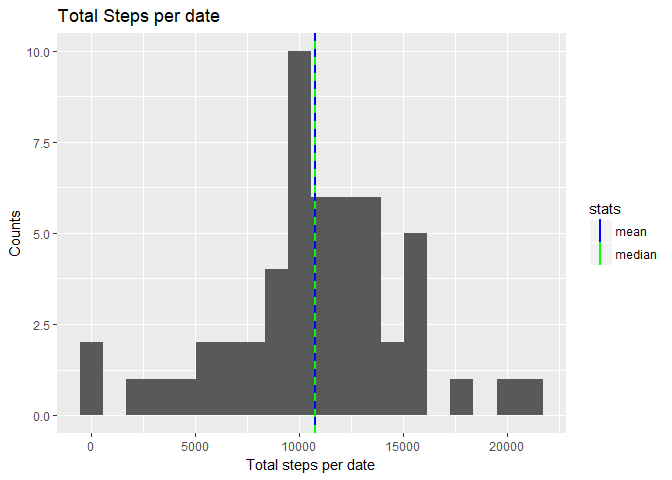 Total Steps per date
10.0
7.5
5.0
2.5
0.0
Counts
0 5000 10000 15000 20000
Total steps per date
stats
mean
median